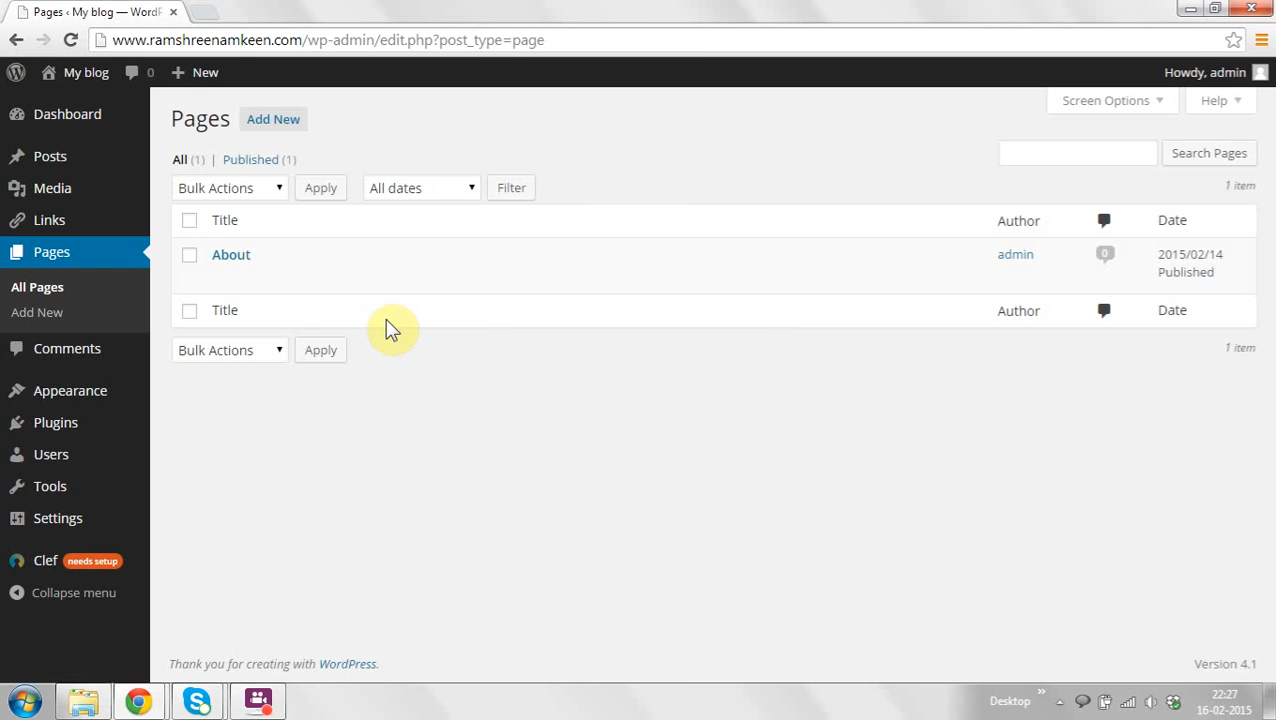 Pages ‹ My blog — WordP
www.ramshreenamkeen.com/wp-admin/edit.php?post_type=page
My blog 0 New Howdy, admin
Dashboard
Posts
Media
Links
Pages
All Pages
Add New
Comments
Appearance
Plugins
Users
Tools
Settings
Clef needs setup
Collapse menu
Screen Options Help
Pages Add New
All (1) | Published (1)
Search Pages
Bulk Actions Apply All dates Filter 1 item
Title Author Date
About admin 0 2015/02/14
Published
Title Author Date
Bulk Actions Apply 1 item
Thank you for creating with WordPress. Version 4.1
Desktop 22:27
16-02-2015